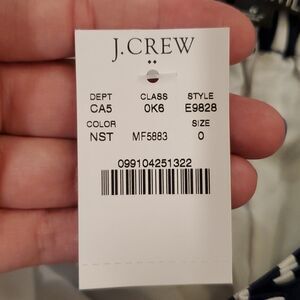 J.CREW
DEPT CLASS STYLE
CA5 0K6 E9828
COLOR SIZE
NST MF5883 0
099104251322